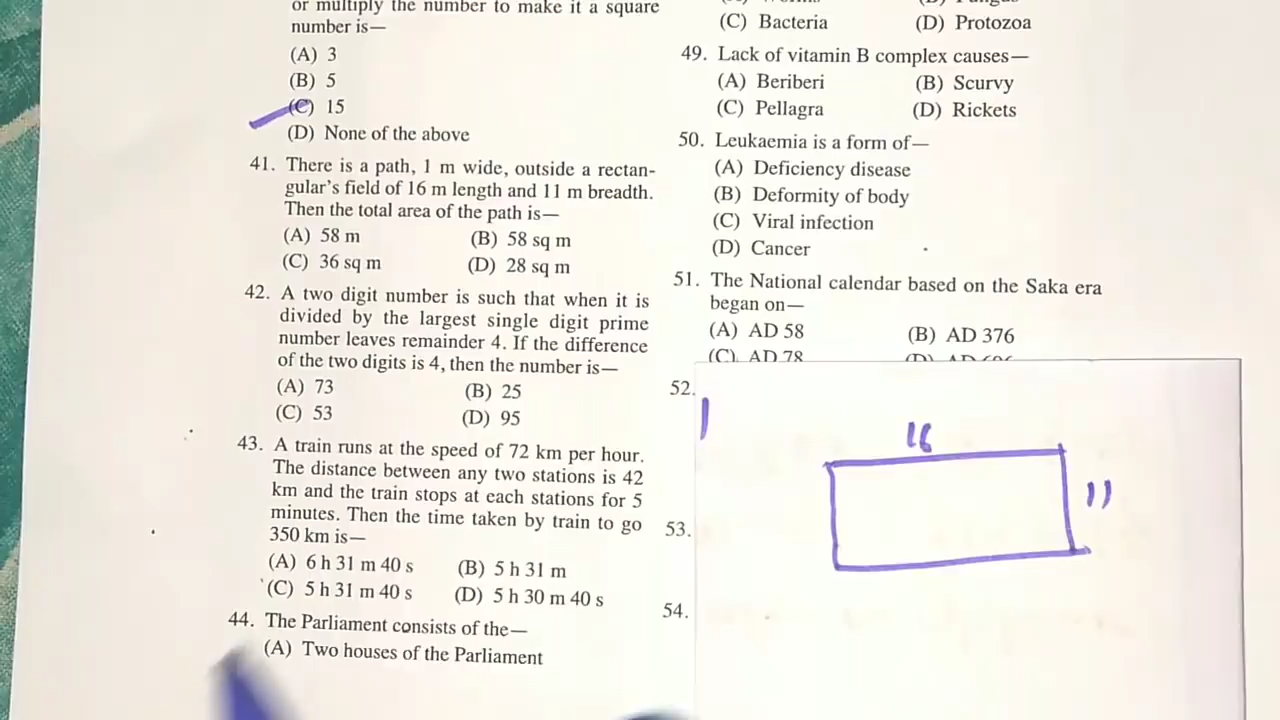 or multiply the number to make it a square
number is—
(A) 3
(B) 5
(C) 15
(D) None of the above
41. There is a path, 1 m wide, outside a rectan-
gular's field of 16 m length and 11 m breadth.
Then the total area of the path is—
(A) 58 m (B) 58 sq m
(C) 36 sq m (D) 28 sq m
42. A two digit number is such that when it is
divided by the largest single digit prime
number leaves remainder 4. If the difference
of the two digits is 4, then the number is—
(A) 73 (B) 25
(C) 53 (D) 95
43. A train runs at the speed of 72 km per hour.
The distance between any two stations is 42
km and the train stops at each stations for 5
minutes. Then the time taken by train to go
350 km is—
(A) 6 h 31 m 40 s (B) 5 h 31 m
(C) 5 h 31 m 40 s (D) 5 h 30 m 40 s
44. The Parliament consists of the—
(A) Two houses of the Parliament
(C) Bacteria (D) Protozoa
49. Lack of vitamin B complex causes—
(A) Beriberi (B) Scurvy
(C) Pellagra (D) Rickets
50. Leukaemia is a form of—
(A) Deficiency disease
(B) Deformity of body
(C) Viral infection
(D) Cancer
51. The National calendar based on the Saka era
began on—
(A) AD 58 (B) AD 376
(C) AD 78 (D) AD
52.
53.
54.
16
11